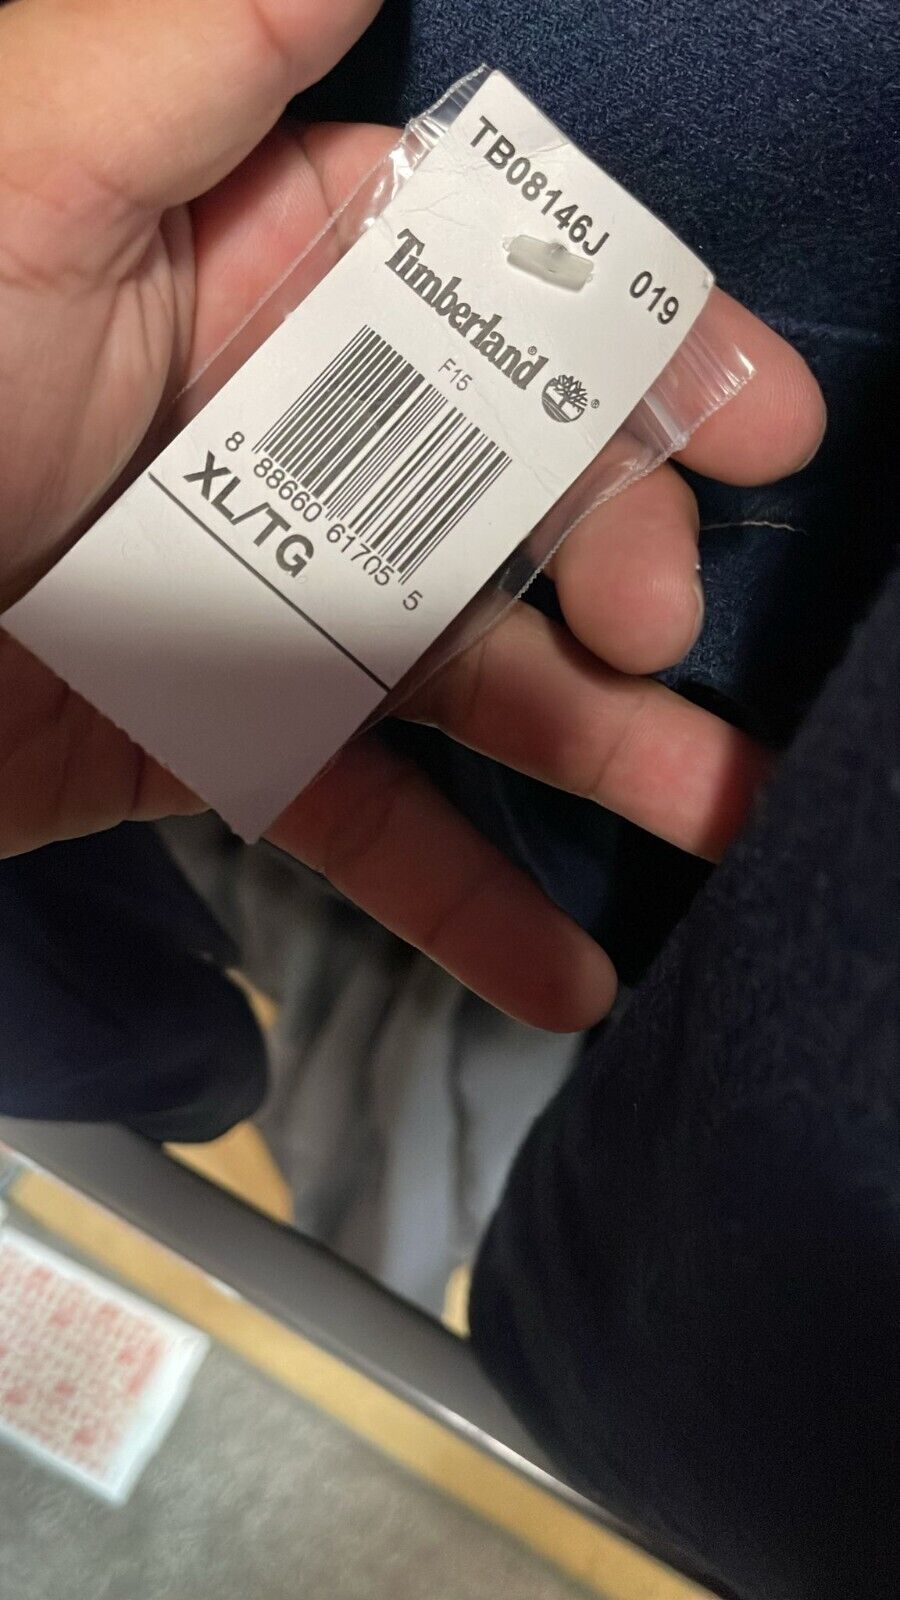 TB08146J 019
Timberland® ®
F15
8 88660 61705 5
XL/TG